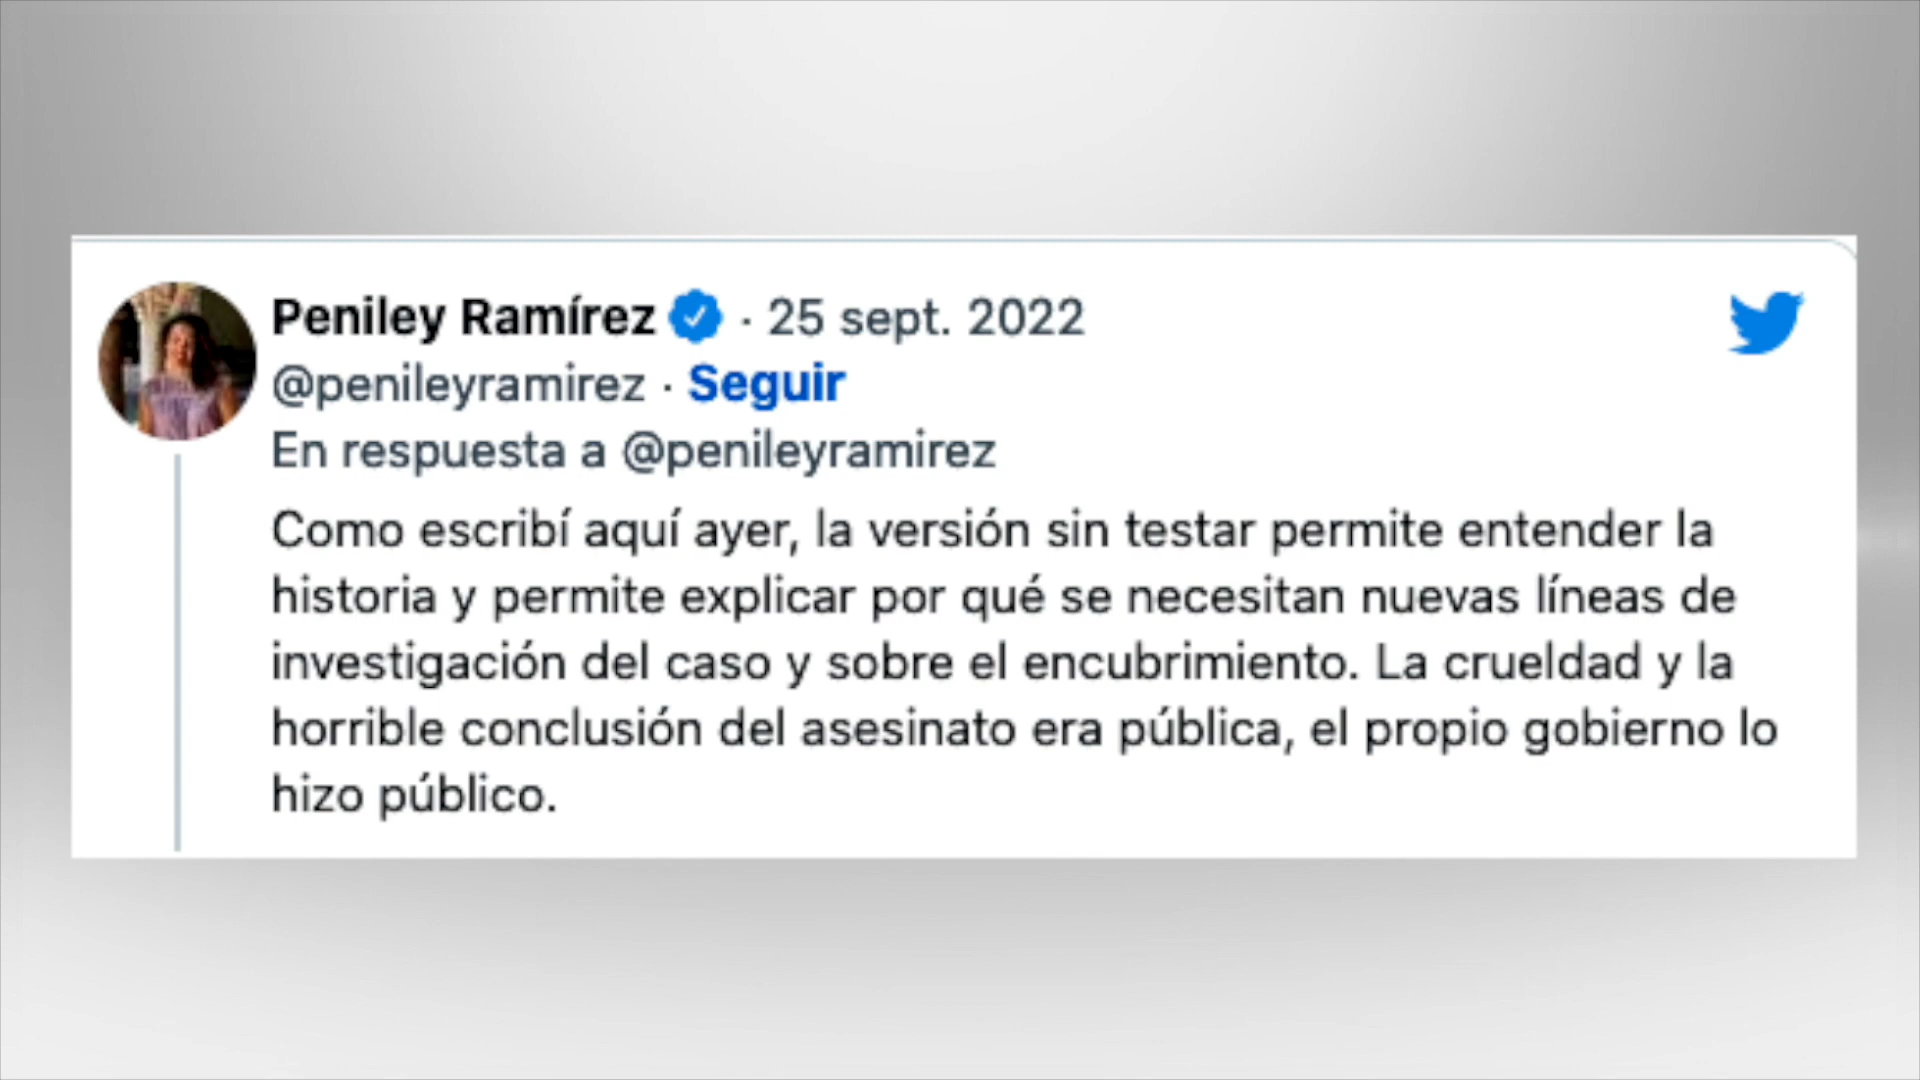 Peniley Ramírez · 25 sept. 2022
@penileyramirez · Seguir
En respuesta a @penileyramirez
Como escribí aquí ayer, la versión sin testar permite entender la
historia y permite explicar por qué se necesitan nuevas líneas de
investigación del caso y sobre el encubrimiento. La crueldad y la
horrible conclusión del asesinato era pública, el propio gobierno lo
hizo público.